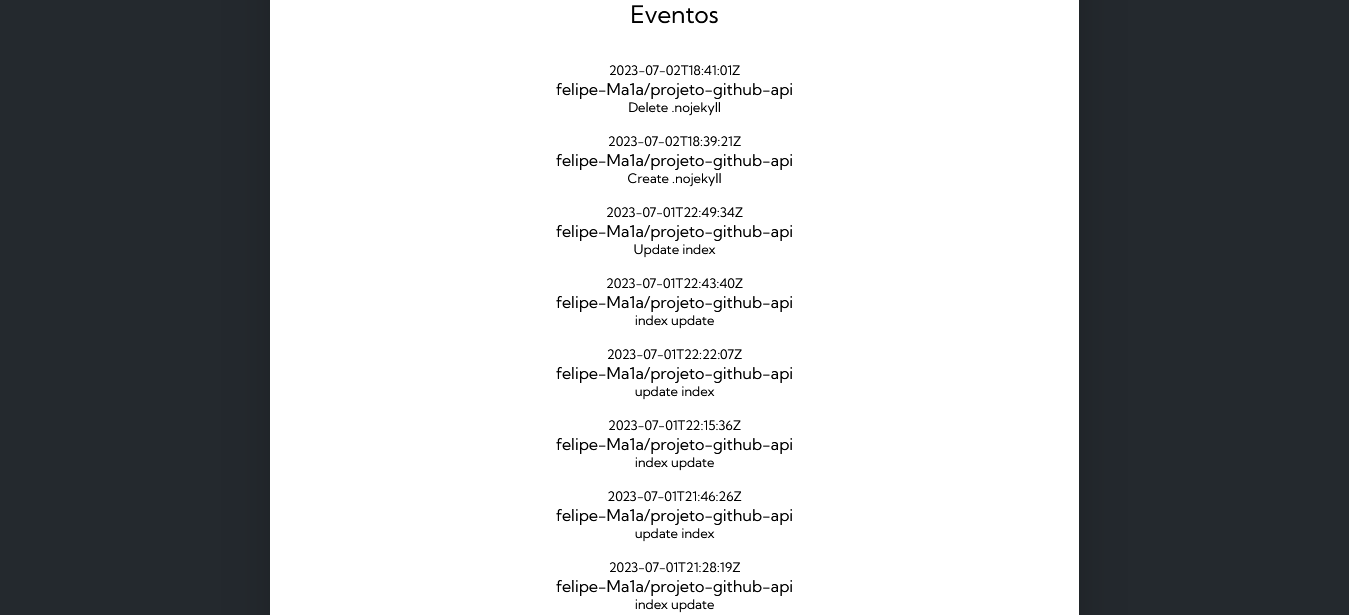 Eventos
2023-07-02T18:41:01Z
felipe-Ma1a/projeto-github-api
Delete .nojekyll
2023-07-02T18:39:21Z
felipe-Ma1a/projeto-github-api
Create .nojekyll
2023-07-01T22:49:34Z
felipe-Ma1a/projeto-github-api
Update index
2023-07-01T22:43:40Z
felipe-Ma1a/projeto-github-api
index update
2023-07-01T22:22:07Z
felipe-Ma1a/projeto-github-api
update index
2023-07-01T22:15:36Z
felipe-Ma1a/projeto-github-api
index update
2023-07-01T21:46:26Z
felipe-Ma1a/projeto-github-api
update index
2023-07-01T21:28:19Z
felipe-Ma1a/projeto-github-api
index update